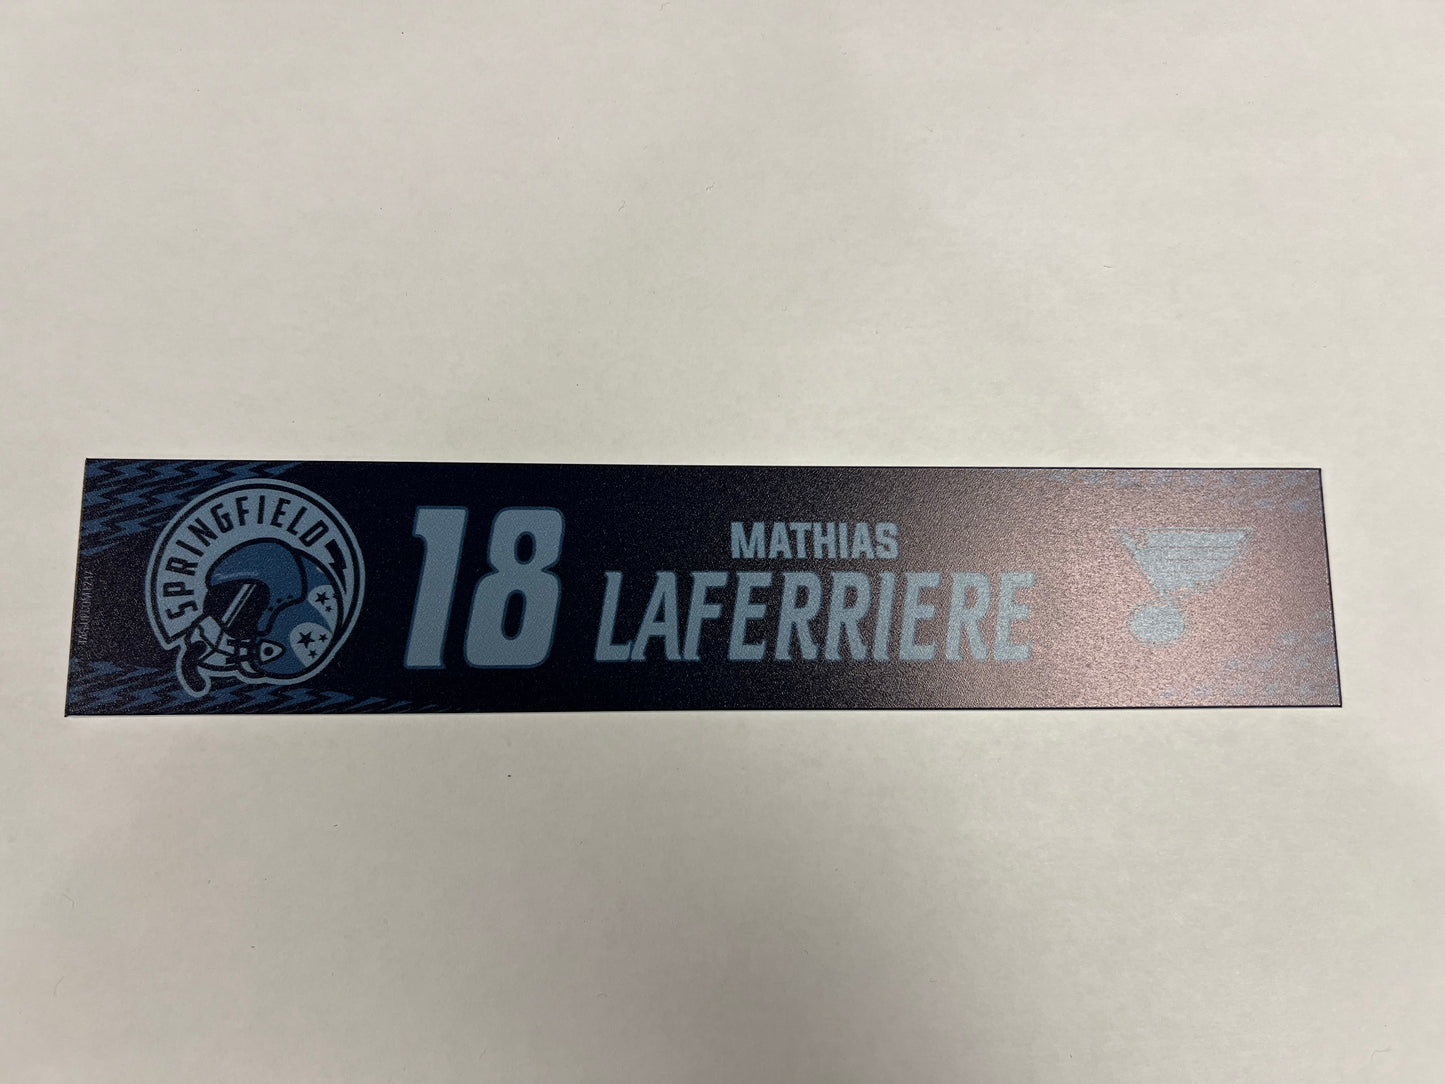 SPRINGFIELD
18
MATHIAS
LAFERRIERE